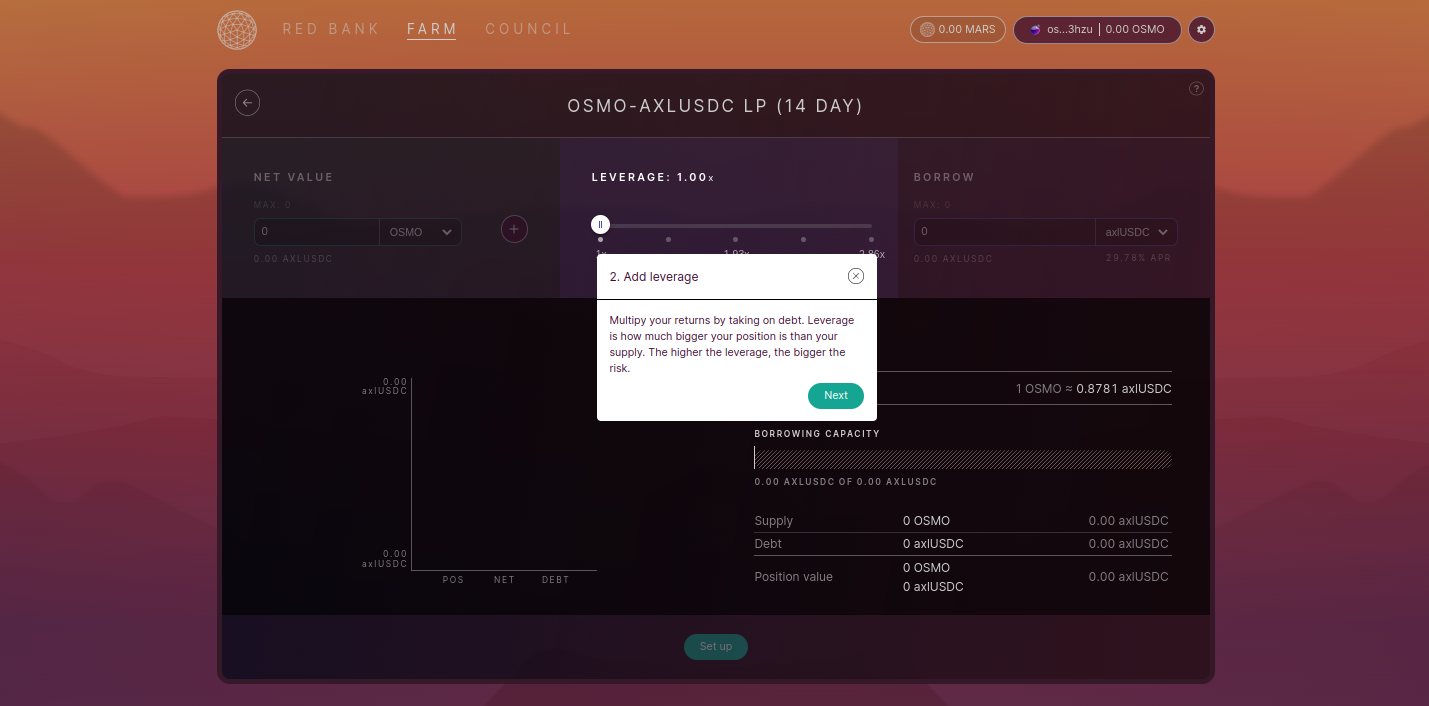 RED BANK FARM COUNCIL 0.00 MARS os...3hzu | 0.00 OSMO
?
OSMO-AXLUSDC LP (14 DAY)
NET VALUE
MAX: 0
0 OSMO
0.00 AXLUSDC
LEVERAGE: 1.00x
1x 1.93x 2.86x
BORROW
MAX: 0
0 axlUSDC
0.00 AXLUSDC 29.78% APR
2. Add leverage
Multipy your returns by taking on debt. Leverage
is how much bigger your position is than your
supply. The higher the leverage, the bigger the
risk.
Next
0.00
axlUSDC
0.00
axlUSDC
POS NET DEBT
1 OSMO ≈ 0.8781 axlUSDC
BORROWING CAPACITY
0.00 AXLUSDC OF 0.00 AXLUSDC
Supply 0 OSMO 0.00 axlUSDC
Debt 0 axlUSDC 0.00 axlUSDC
Position value 0 OSMO 0.00 axlUSDC
0 axlUSDC
Set up